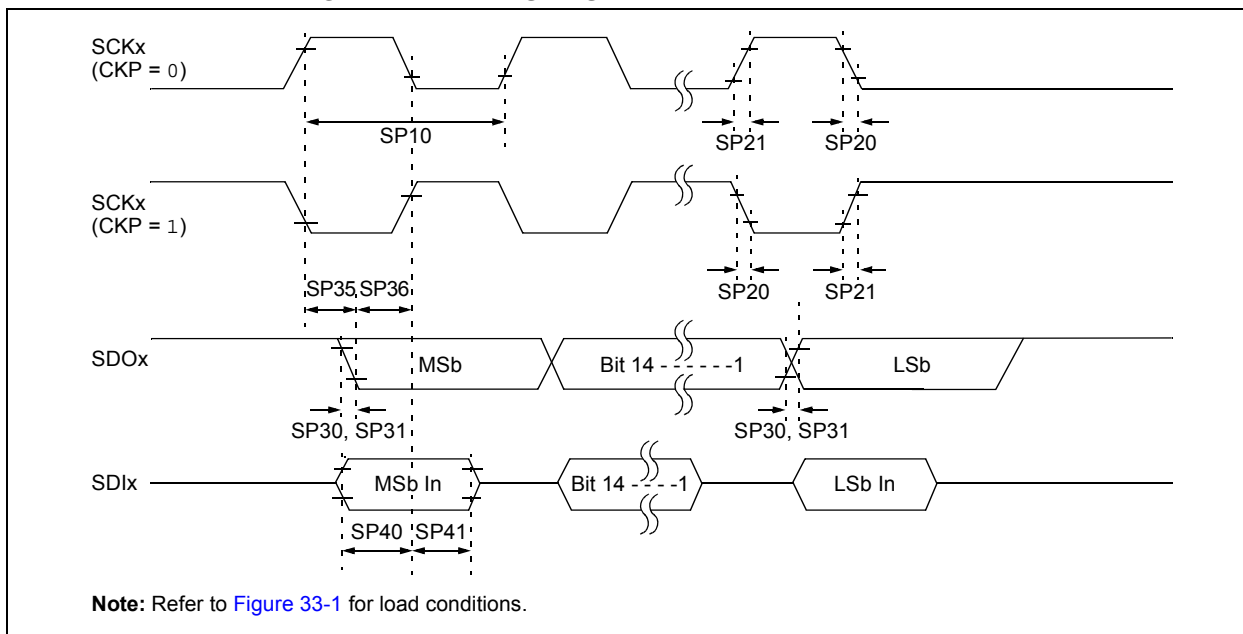 SCKx
(CKP = 0)
SP10
SP21
SP20
SCKx
(CKP = 1)
SP35
SP36
SP20
SP21
SDOx
MSb
Bit 14 - - - - - - -1
LSb
SP30, SP31
SP30, SP31
SDIx
MSb In
Bit 14 - - - -1
LSb In
SP40
SP41
Note: Refer to Figure 33-1 for load conditions.